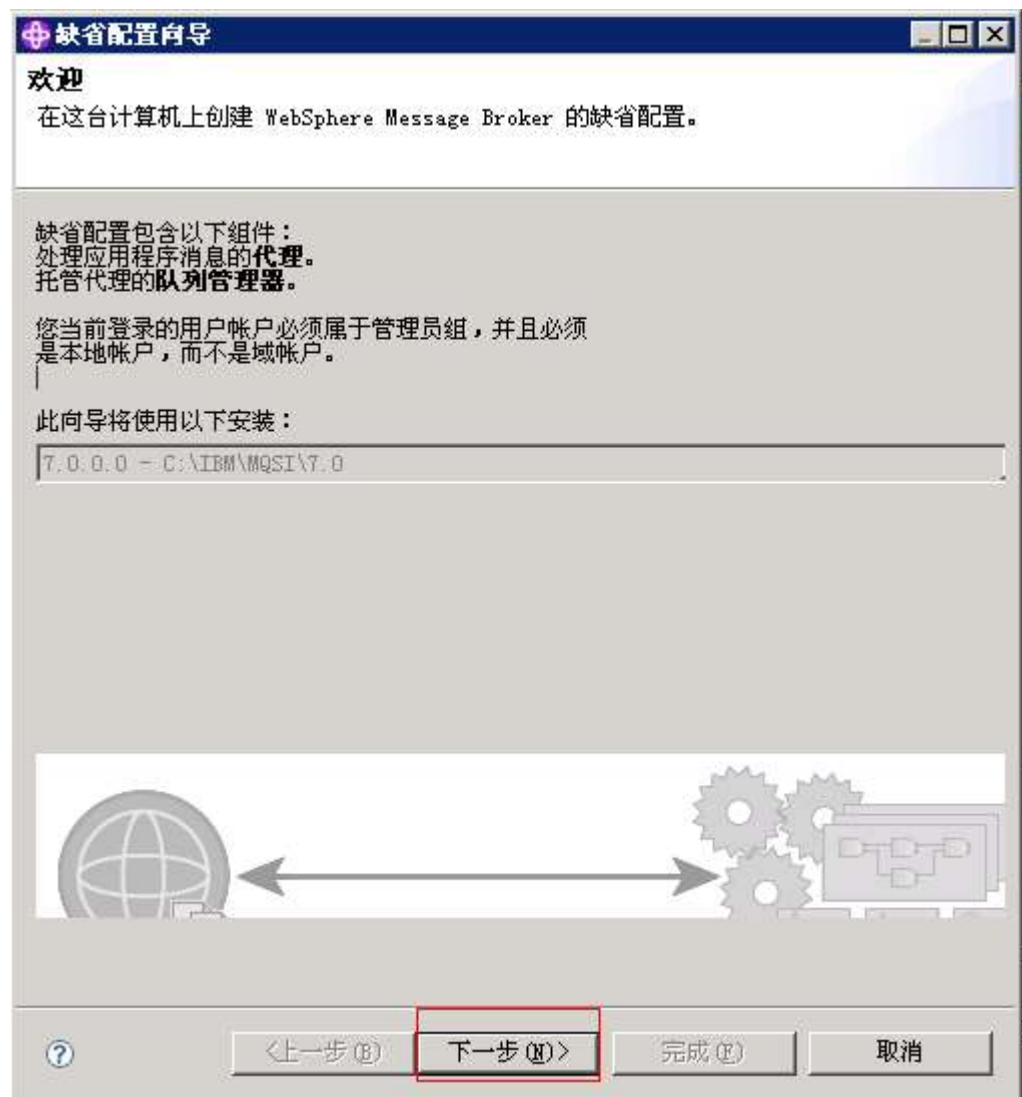 缺省配置向导
欢迎
在这台计算机上创建 WebSphere Message Broker 的缺省配置。
缺省配置包含以下组件：
处理应用程序消息的代理。
托管代理的队列管理器。
您当前登录的用户帐户必须属于管理员组，并且必须
是本地帐户，而不是域帐户。
此向导将使用以下安装：
7.0.0.0 - C:\IBM\MQSI\7.0
? <上一步(B) 下一步(N)> 完成(F) 取消